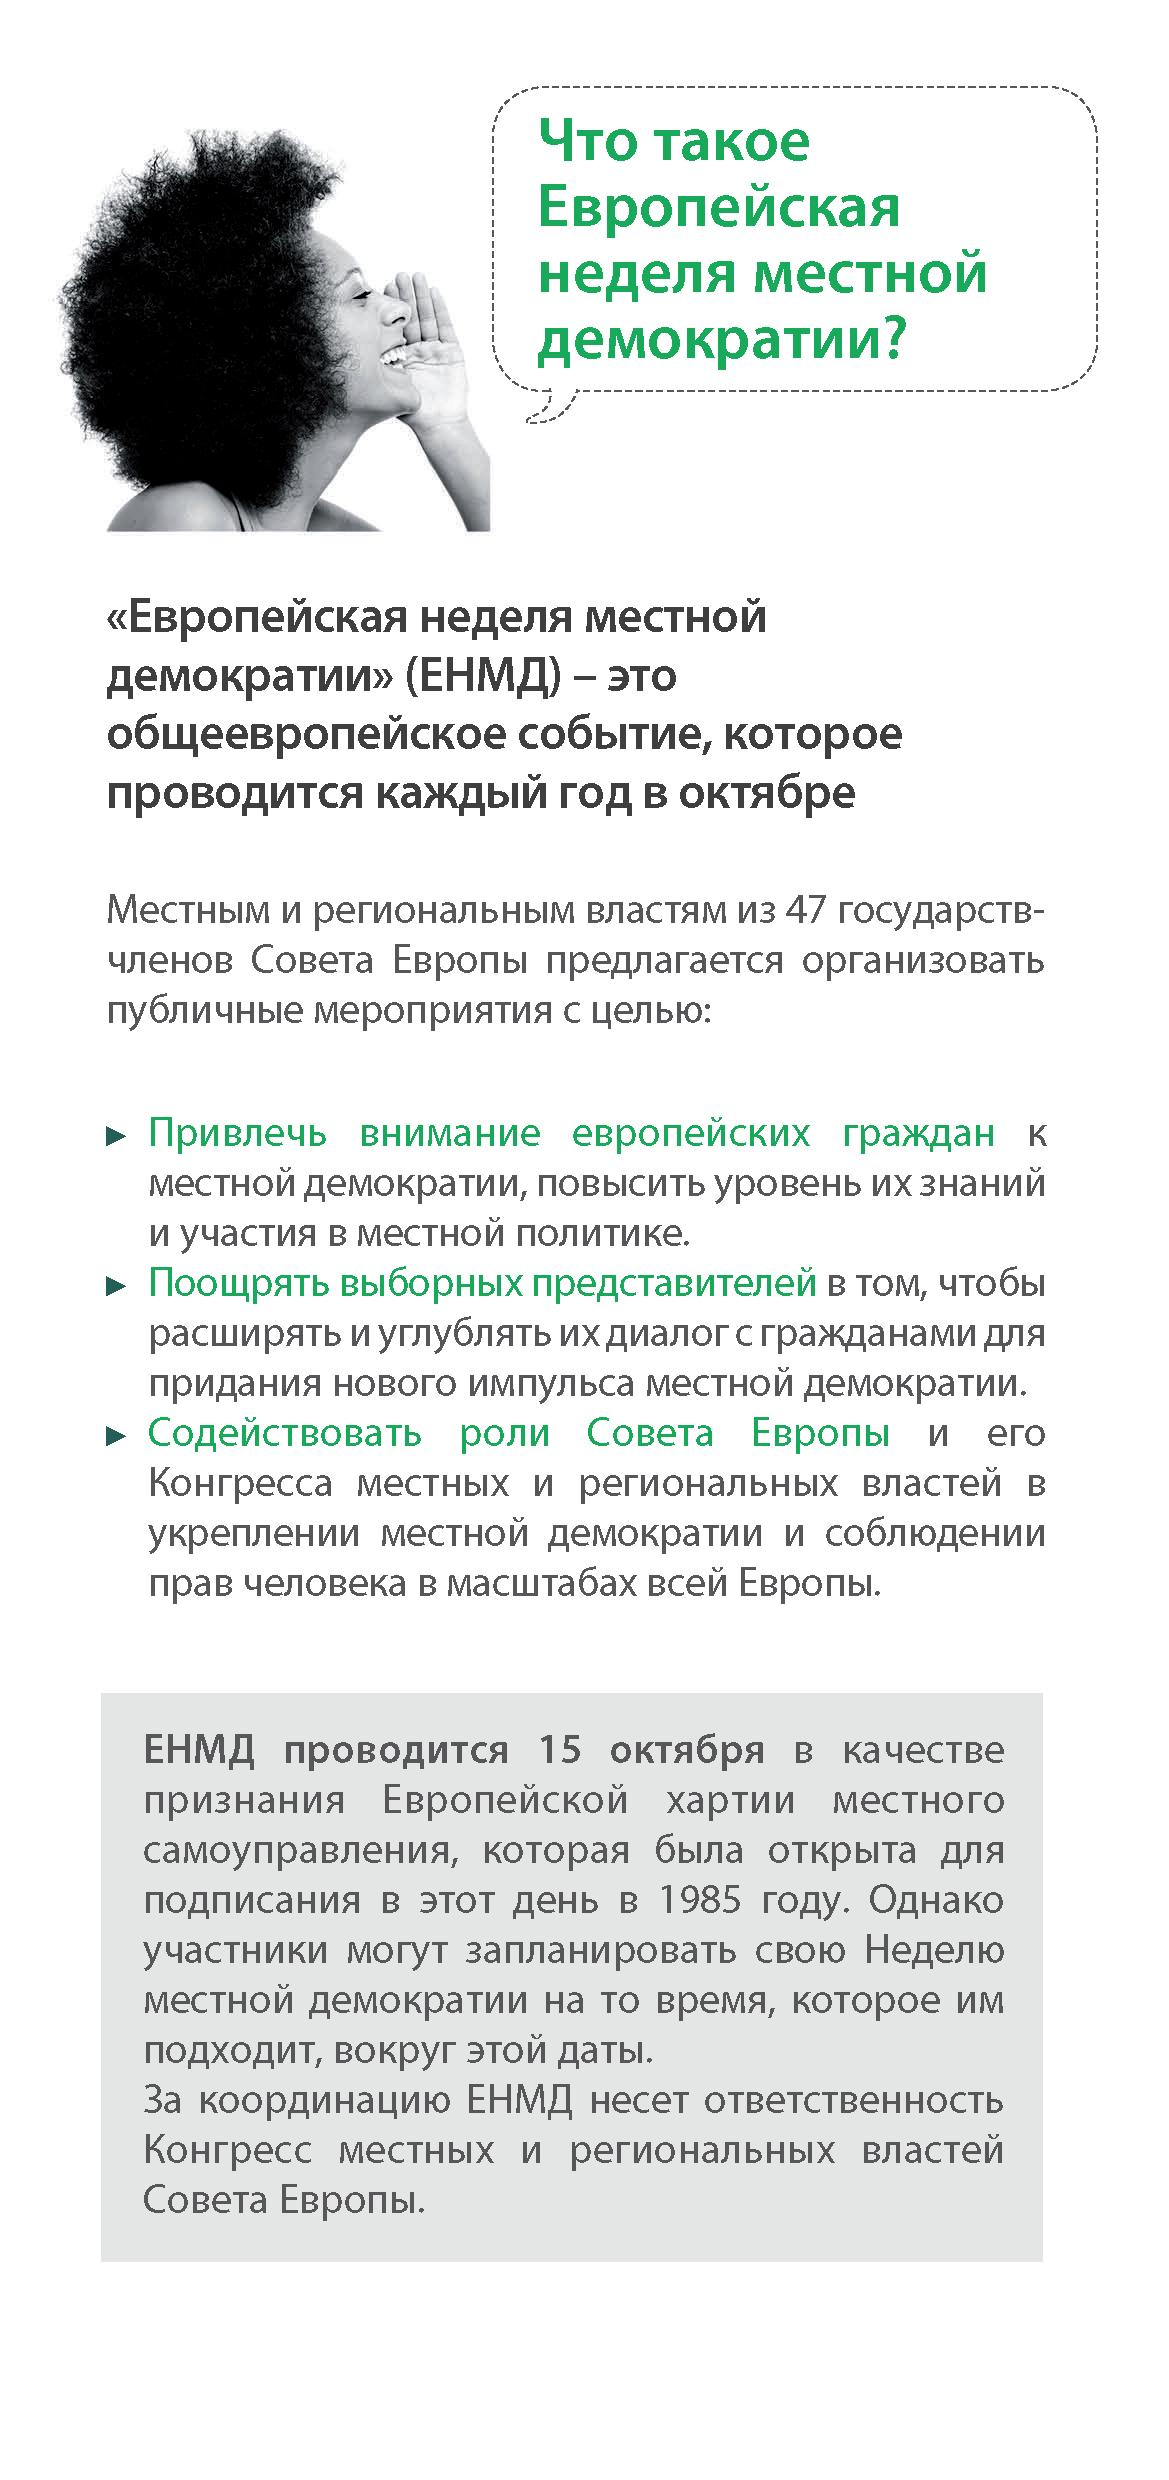 Что такое
Европейская
неделя местной
демократии?
«Европейская неделя местной
демократии» (ЕНМД) – это
общеевропейское событие, которое
проводится каждый год в октябре
Местным и региональным властям из 47 государств-
членов Совета Европы предлагается организовать
публичные мероприятия с целью:
► Привлечь внимание европейских граждан к
местной демократии, повысить уровень их знаний
и участия в местной политике.
► Поощрять выборных представителей в том, чтобы
расширять и углублять их диалог с гражданами для
придания нового импульса местной демократии.
► Содействовать роли Совета Европы и его
Конгресса местных и региональных властей в
укреплении местной демократии и соблюдении
прав человека в масштабах всей Европы.
ЕНМД проводится 15 октября в качестве
признания Европейской хартии местного
самоуправления, которая была открыта для
подписания в этот день в 1985 году. Однако
участники могут запланировать свою Неделю
местной демократии на то время, которое им
подходит, вокруг этой даты.
За координацию ЕНМД несет ответственность
Конгресс местных и региональных властей
Совета Европы.